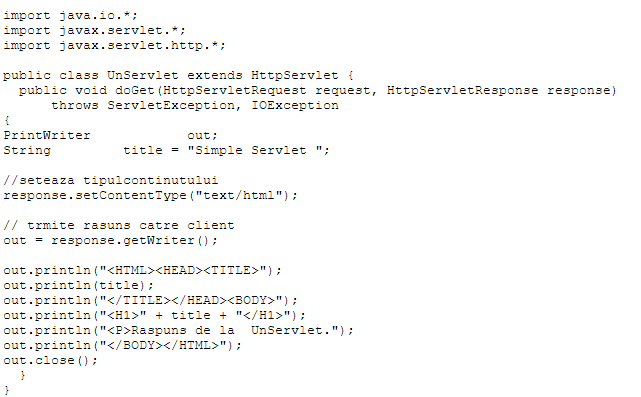 import java.io.*;
import javax.servlet.*;
import javax.servlet.http.*;

public class UnServlet extends HttpServlet {
  public void doGet(HttpServletRequest request, HttpServletResponse response)
      throws ServletException, IOException
{
PrintWriter            out;
String         title = "Simple Servlet ";

//seteaza tipulcontinutului
response.setContentType("text/html");

// trmite rasuns catre client
out = response.getWriter();

out.println("<HTML><HEAD><TITLE>");
out.println(title);
out.println("</TITLE></HEAD><BODY>");
out.println("<H1>" + title + "</H1>");
out.println("<P>Raspuns de la  UnServlet.");
out.println("</BODY></HTML>");
out.close();
  }
}